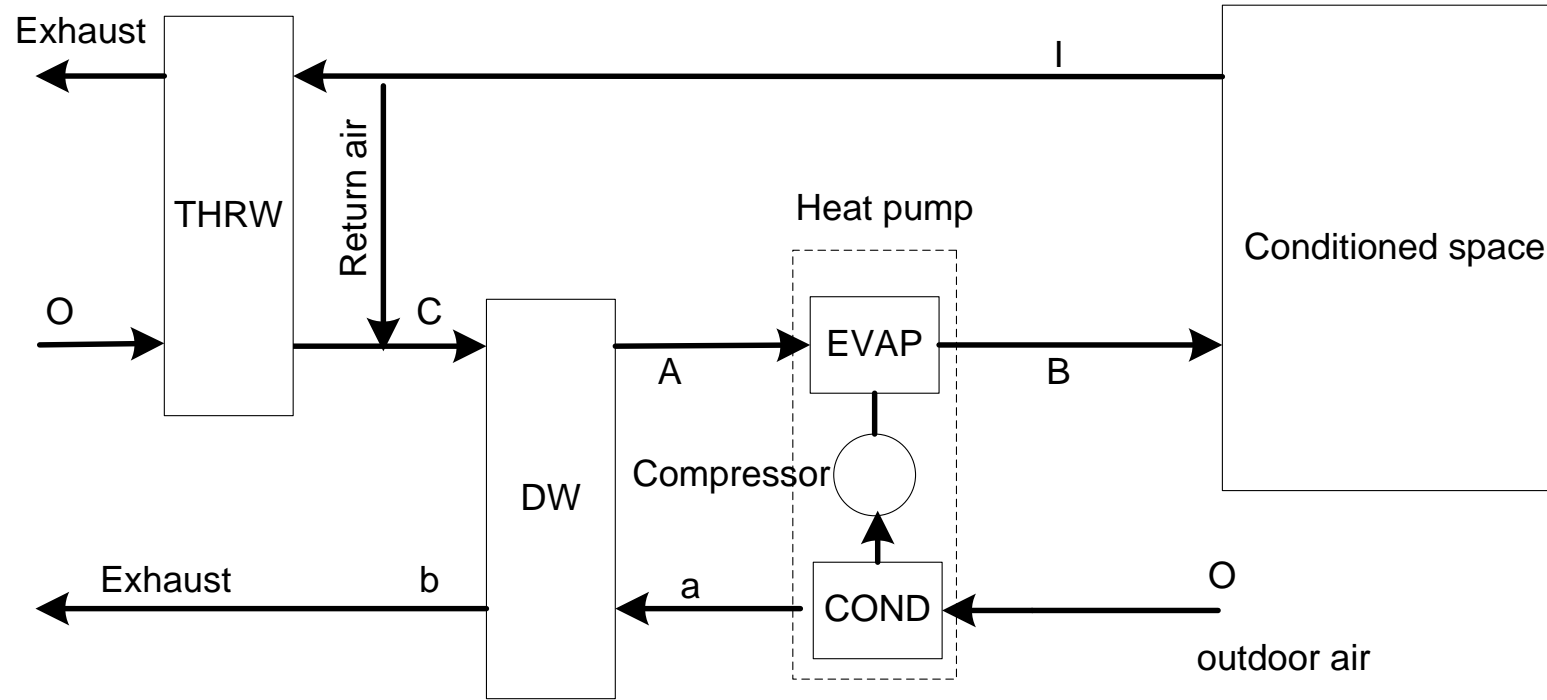 Exhaust
I
Return air
THRW
Heat pump
Conditioned space
O
C
EVAP
A
B
Compressor
DW
Exhaust
b
a
COND
O
outdoor air